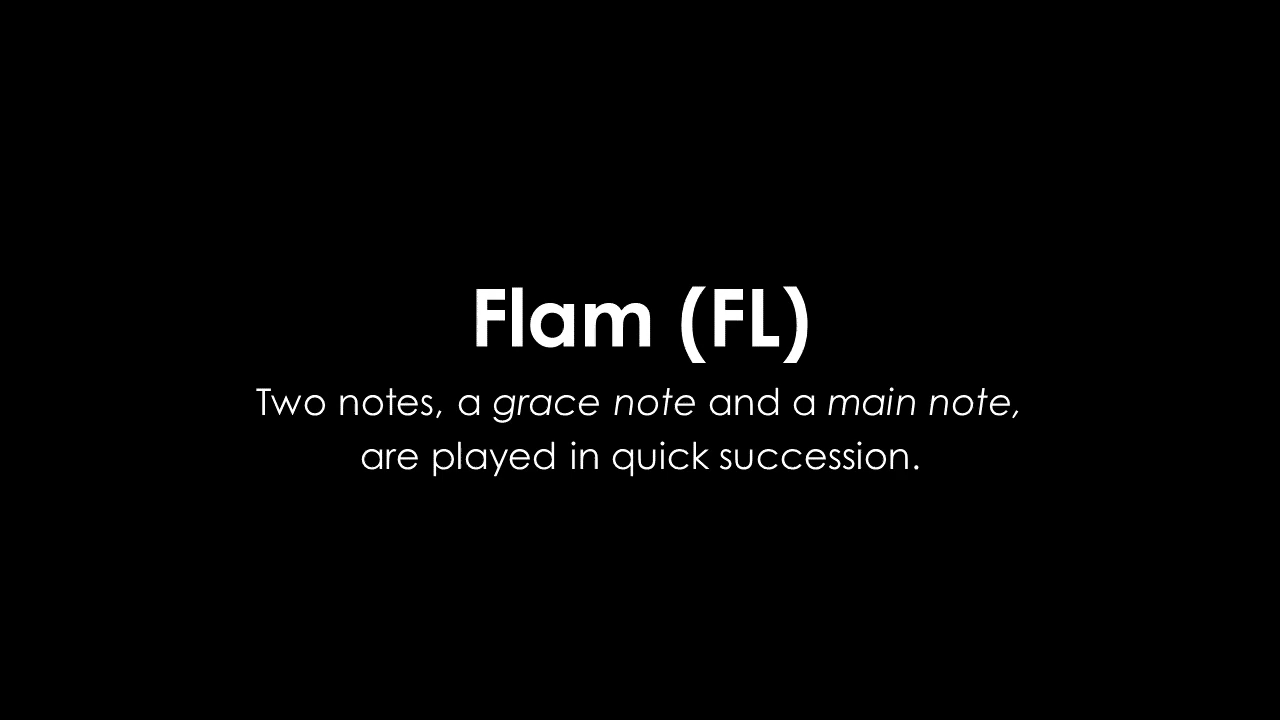 Flam (FL)
Two notes, a grace note and a main note,
are played in quick succession.